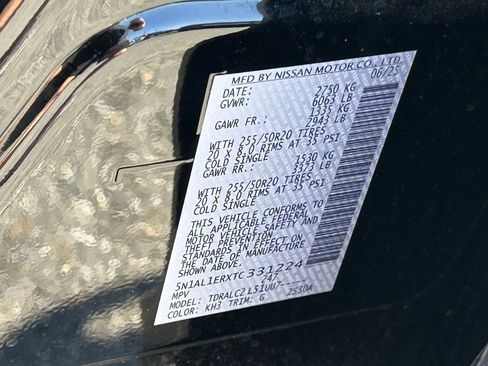 MFD BY NISSAN MOTOR CO., LTD
DATE: 06/25
GVWR: 2750 KG
6063 LB
GAWR FR.: 1335 KG
2943 LB
WITH 255/50R20 TIRES
20 X 8.0 RIMS AT 35 PSI
COLD SINGLE
GAWR RR.: 1530 KG
3373 LB
WITH 255/50R20 TIRES
20 X 8.0 RIMS AT 35 PSI
COLD SINGLE
THIS VEHICLE CONFORMS TO
ALL APPLICABLE FEDERAL
MOTOR VEHICLE SAFETY AND
THEFT PREVENTION
STANDARDS IN EFFECT ON
THE DATE OF MANUFACTURE
5N1AL1ERXTC331224
MPV 247
MODEL: TDRALC2L51UU7-
COLOR: KH3 TRIM: G 2S30A